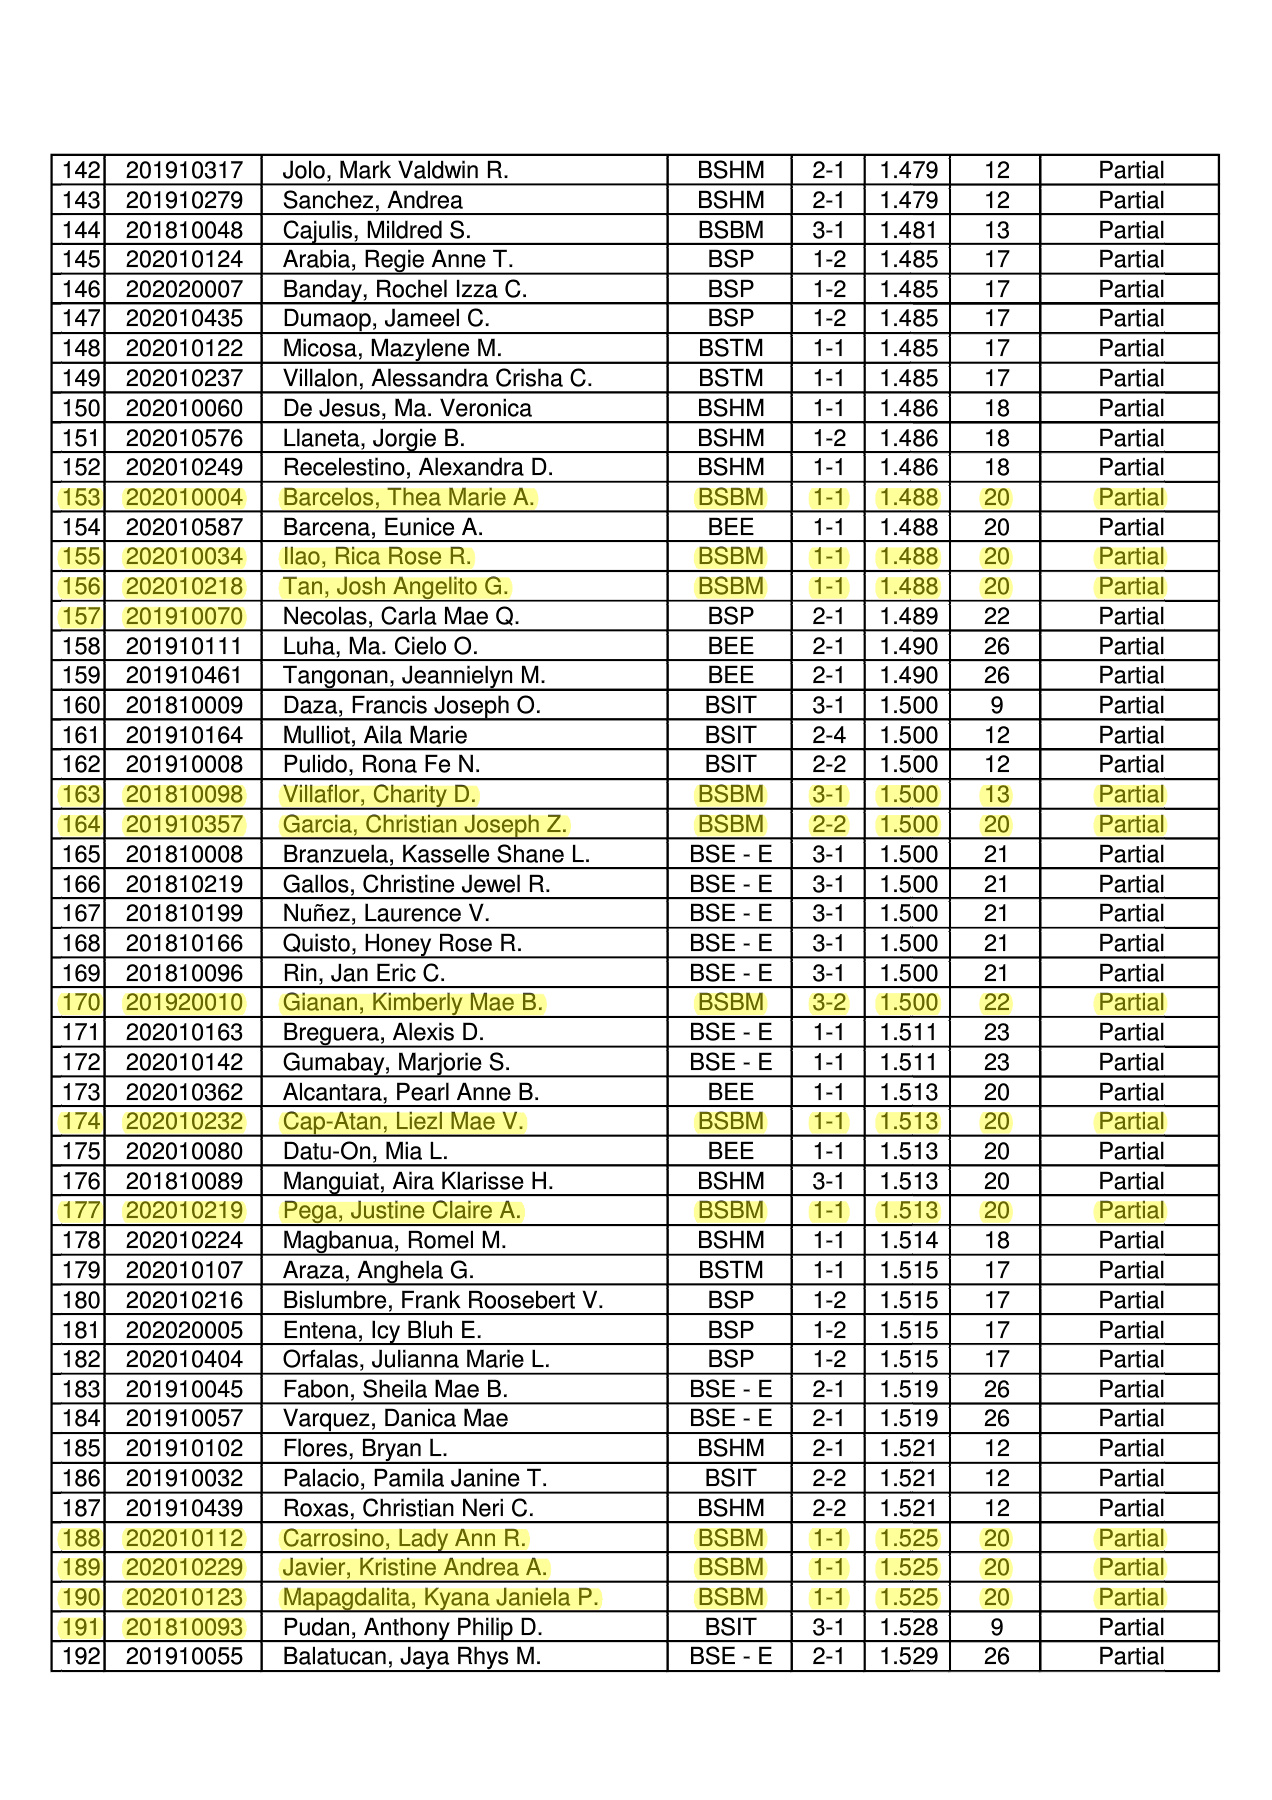 142 201910317 Jolo, Mark Valdwin R. BSHM 2-1 1.479 12 Partial
143 201910279 Sanchez, Andrea BSHM 2-1 1.479 12 Partial
144 201810048 Cajulis, Mildred S. BSBM 3-1 1.481 13 Partial
145 202010124 Arabia, Regie Anne T. BSP 1-2 1.485 17 Partial
146 202020007 Banday, Rochel Izza C. BSP 1-2 1.485 17 Partial
147 202010435 Dumaop, Jameel C. BSP 1-2 1.485 17 Partial
148 202010122 Micosa, Mazylene M. BSTM 1-1 1.485 17 Partial
149 202010237 Villalon, Alessandra Crisha C. BSTM 1-1 1.485 17 Partial
150 202010060 De Jesus, Ma. Veronica BSHM 1-1 1.486 18 Partial
151 202010576 Llaneta, Jorgie B. BSHM 1-2 1.486 18 Partial
152 202010249 Recelestino, Alexandra D. BSHM 1-1 1.486 18 Partial
153 202010004 Barcelos, Thea Marie A. BSBM 1-1 1.488 20 Partial
154 202010587 Barcena, Eunice A. BEE 1-1 1.488 20 Partial
155 202010034 Ilao, Rica Rose R. BSBM 1-1 1.488 20 Partial
156 202010218 Tan, Josh Angelito G. BSBM 1-1 1.488 20 Partial
157 201910070 Necolas, Carla Mae Q. BSP 2-1 1.489 22 Partial
158 201910111 Luha, Ma. Cielo O. BEE 2-1 1.490 26 Partial
159 201910461 Tangonan, Jeannielyn M. BEE 2-1 1.490 26 Partial
160 201810009 Daza, Francis Joseph O. BSIT 3-1 1.500 9 Partial
161 201910164 Mulliot, Aila Marie BSIT 2-4 1.500 12 Partial
162 201910008 Pulido, Rona Fe N. BSIT 2-2 1.500 12 Partial
163 201810098 Villaflor, Charity D. BSBM 3-1 1.500 13 Partial
164 201910357 Garcia, Christian Joseph Z. BSBM 2-2 1.500 20 Partial
165 201810008 Branzuela, Kasselle Shane L. BSE - E 3-1 1.500 21 Partial
166 201810219 Gallos, Christine Jewel R. BSE - E 3-1 1.500 21 Partial
167 201810199 Nuñez, Laurence V. BSE - E 3-1 1.500 21 Partial
168 201810166 Quisto, Honey Rose R. BSE - E 3-1 1.500 21 Partial
169 201810096 Rin, Jan Eric C. BSE - E 3-1 1.500 21 Partial
170 201920010 Gianan, Kimberly Mae B. BSBM 3-2 1.500 22 Partial
171 202010163 Breguera, Alexis D. BSE - E 1-1 1.511 23 Partial
172 202010142 Gumabay, Marjorie S. BSE - E 1-1 1.511 23 Partial
173 202010362 Alcantara, Pearl Anne B. BEE 1-1 1.513 20 Partial
174 202010232 Cap-Atan, Liezl Mae V. BSBM 1-1 1.513 20 Partial
175 202010080 Datu-On, Mia L. BEE 1-1 1.513 20 Partial
176 201810089 Manguiat, Aira Klarisse H. BSHM 3-1 1.513 20 Partial
177 202010219 Pega, Justine Claire A. BSBM 1-1 1.513 20 Partial
178 202010224 Magbanua, Romel M. BSHM 1-1 1.514 18 Partial
179 202010107 Araza, Anghela G. BSTM 1-1 1.515 17 Partial
180 202010216 Bislumbre, Frank Roosebert V. BSP 1-2 1.515 17 Partial
181 202020005 Entena, Icy Bluh E. BSP 1-2 1.515 17 Partial
182 202010404 Orfalas, Julianna Marie L. BSP 1-2 1.515 17 Partial
183 201910045 Fabon, Sheila Mae B. BSE - E 2-1 1.519 26 Partial
184 201910057 Varquez, Danica Mae BSE - E 2-1 1.519 26 Partial
185 201910102 Flores, Bryan L. BSHM 2-1 1.521 12 Partial
186 201910032 Palacio, Pamila Janine T. BSIT 2-2 1.521 12 Partial
187 201910439 Roxas, Christian Neri C. BSHM 2-2 1.521 12 Partial
188 202010112 Carrosino, Lady Ann R. BSBM 1-1 1.525 20 Partial
189 202010229 Javier, Kristine Andrea A. BSBM 1-1 1.525 20 Partial
190 202010123 Mapagdalita, Kyana Janiela P. BSBM 1-1 1.525 20 Partial
191 201810093 Pudan, Anthony Philip D. BSIT 3-1 1.528 9 Partial
192 201910055 Balatucan, Jaya Rhys M. BSE - E 2-1 1.529 26 Partial